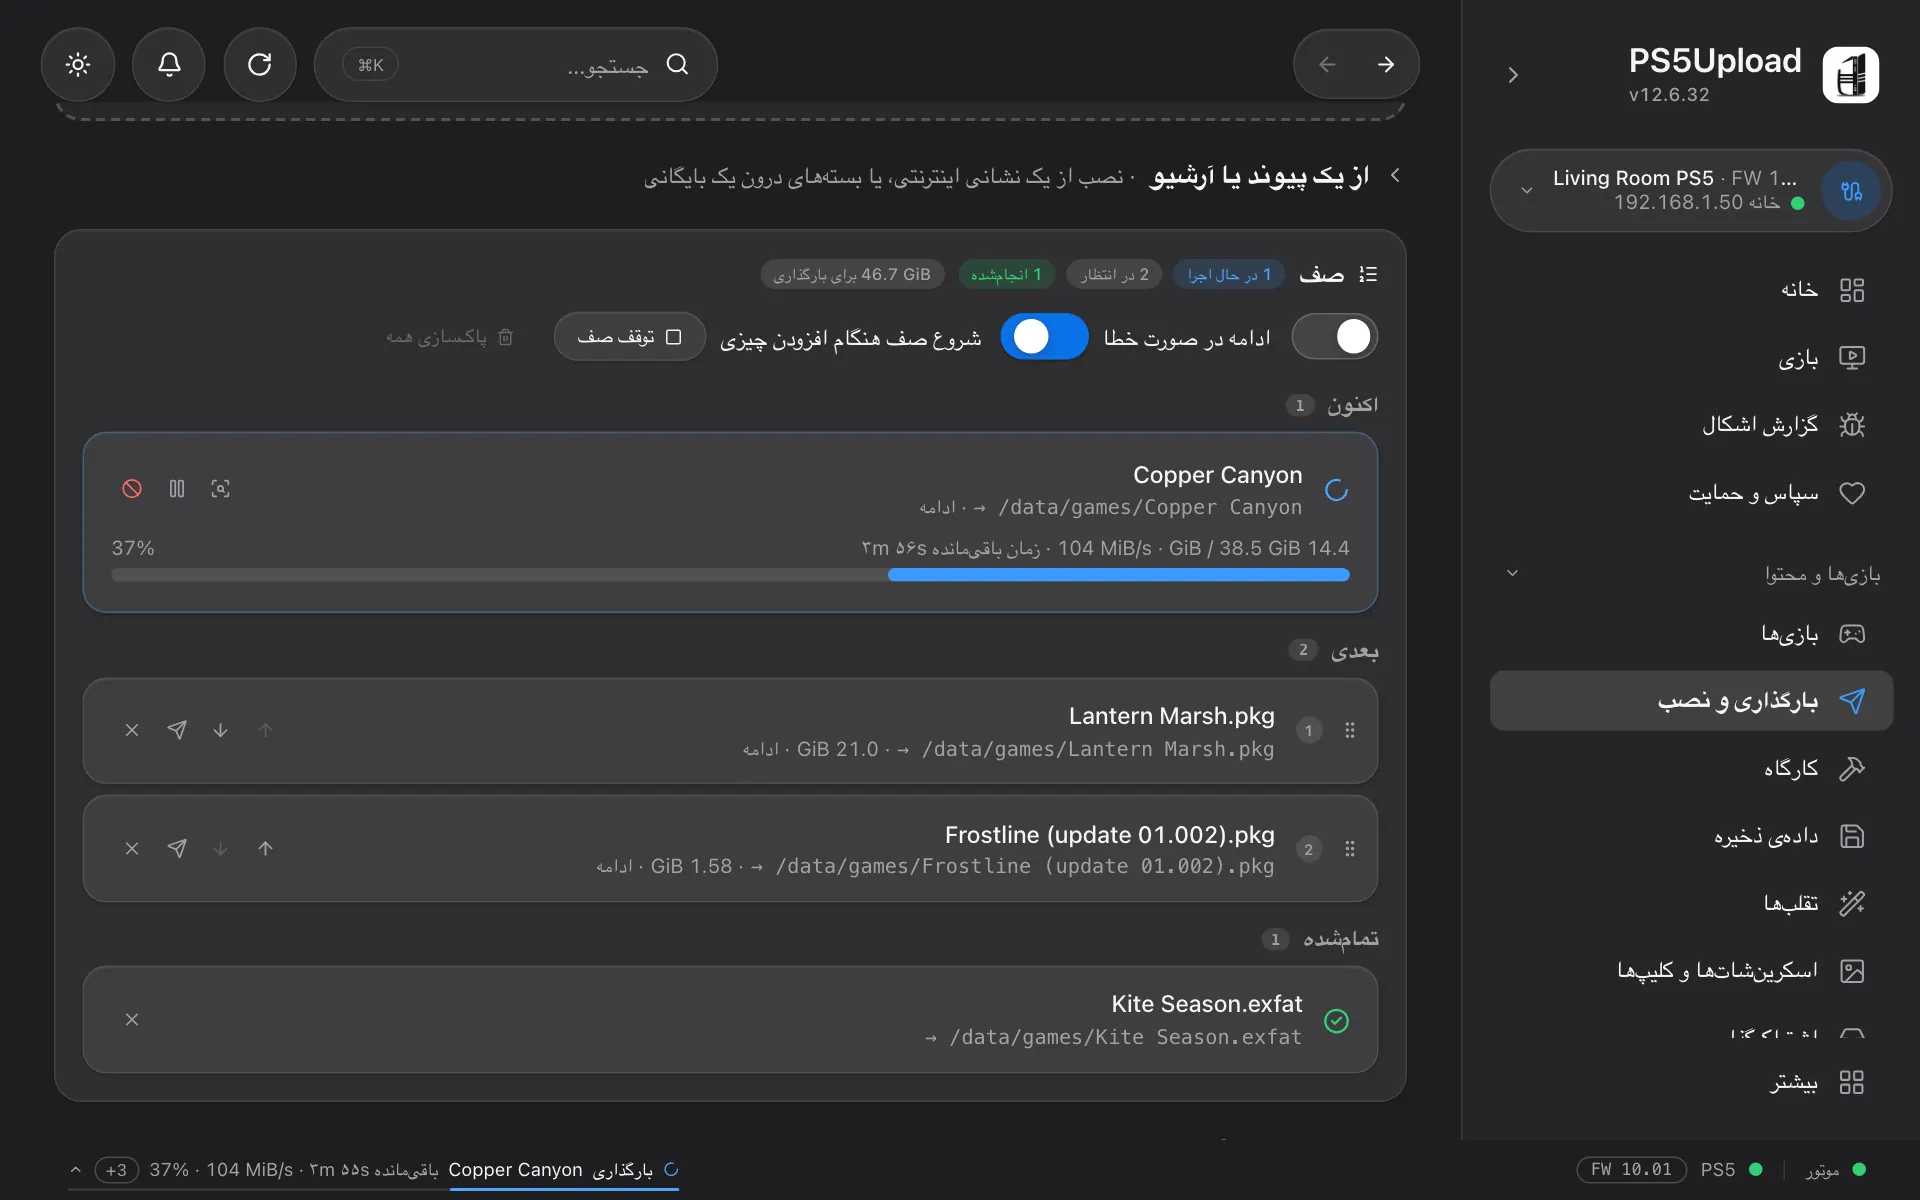 PS5Upload
v12.6.32
Living Room PS5 · FW 1...
خانه 192.168.1.50
خانه
بازی
گزارش اشکال
سپاس و حمایت
بازی‌ها و محتوا
بازی‌ها
بارگذاری و نصب
کارگاه
داده‌ی ذخیره
تقلب‌ها
اسکرین‌شات‌ها و کلیپ‌ها
بیشتر
جستجو...
⌘K
از یک پیوند یا آرشیو · نصب از یک نشانی اینترنتی، یا بسته‌های درون یک بایگانی
صف 1 در حال اجرا 2 در انتظار 1 انجام‌شده 46.7 GiB برای بارگذاری
ادامه در صورت خطا شروع صف هنگام افزودن چیزی توقف صف پاکسازی همه
اکنون 1
Copper Canyon
→ /data/games/Copper Canyon · ادامه
14.4 GiB / 38.5 GiB · 104 MiB/s · زمان باقی‌مانده ۳m ۵۶s
37%
بعدی 2
1 Lantern Marsh.pkg
→ /data/games/Lantern Marsh.pkg · 21.0 GiB · ادامه
2 Frostline (update 01.002).pkg
→ /data/games/Frostline (update 01.002).pkg · 1.58 GiB · ادامه
تمام‌شده 1
Kite Season.exfat
→ /data/games/Kite Season.exfat
موتور PS5 FW 10.01
بارگذاری Copper Canyon باقی‌مانده ۳m ۵۵s · 104 MiB/s · 37% +3